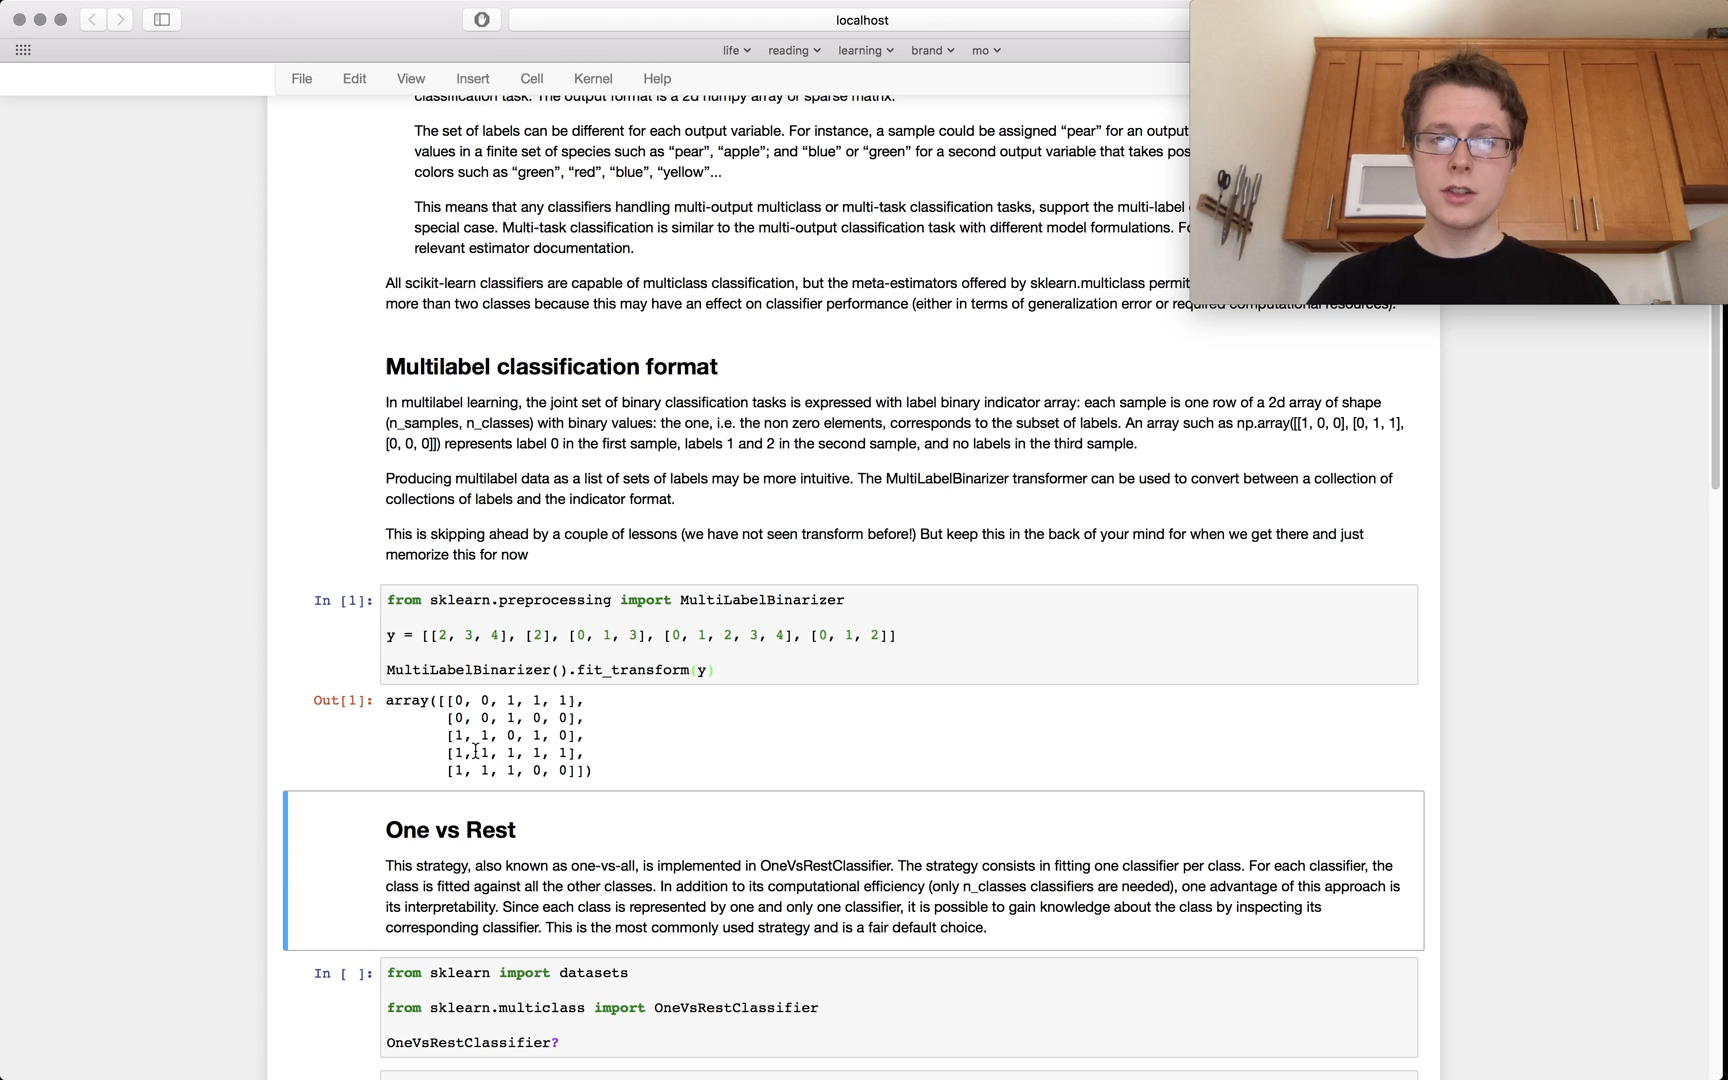 localhost
life reading learning brand mo
File Edit View Insert Cell Kernel Help
classification task. The output format is a 2d numpy array or sparse matrix.
The set of labels can be different for each output variable. For instance, a sample could be assigned “pear” for an output
values in a finite set of species such as “pear”, “apple”; and “blue” or “green” for a second output variable that takes pos
colors such as “green”, “red”, “blue”, “yellow”...
This means that any classifiers handling multi-output multiclass or multi-task classification tasks, support the multi-label
special case. Multi-task classification is similar to the multi-output classification task with different model formulations. Fo
relevant estimator documentation.
All scikit-learn classifiers are capable of multiclass classification, but the meta-estimators offered by sklearn.multiclass permit
more than two classes because this may have an effect on classifier performance (either in terms of generalization error or required computational resources).
Multilabel classification format
In multilabel learning, the joint set of binary classification tasks is expressed with label binary indicator array: each sample is one row of a 2d array of shape
(n_samples, n_classes) with binary values: the one, i.e. the non zero elements, corresponds to the subset of labels. An array such as np.array([[1, 0, 0], [0, 1, 1],
[0, 0, 0]]) represents label 0 in the first sample, labels 1 and 2 in the second sample, and no labels in the third sample.
Producing multilabel data as a list of sets of labels may be more intuitive. The MultiLabelBinarizer transformer can be used to convert between a collection of
collections of labels and the indicator format.
This is skipping ahead by a couple of lessons (we have not seen transform before!) But keep this in the back of your mind for when we get there and just
memorize this for now
In [1]: from sklearn.preprocessing import MultiLabelBinarizer
y = [[2, 3, 4], [2], [0, 1, 3], [0, 1, 2, 3, 4], [0, 1, 2]]
MultiLabelBinarizer().fit_transform(y)
Out[1]: array([[0, 0, 1, 1, 1],
[0, 0, 1, 0, 0],
[1, 1, 0, 1, 0],
[1, 1, 1, 1, 1],
[1, 1, 1, 0, 0]])
One vs Rest
This strategy, also known as one-vs-all, is implemented in OneVsRestClassifier. The strategy consists in fitting one classifier per class. For each classifier, the
class is fitted against all the other classes. In addition to its computational efficiency (only n_classes classifiers are needed), one advantage of this approach is
its interpretability. Since each class is represented by one and only one classifier, it is possible to gain knowledge about the class by inspecting its
corresponding classifier. This is the most commonly used strategy and is a fair default choice.
In [ ]: from sklearn import datasets
from sklearn.multiclass import OneVsRestClassifier
OneVsRestClassifier?